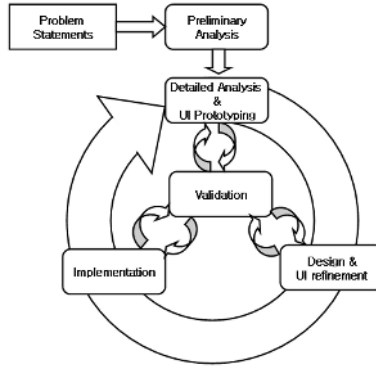 Problem
Statements
Preliminary
Analysis
Detailed Analysis
&
UI Prototyping
Validation
Implementation
Design &
UI refinement